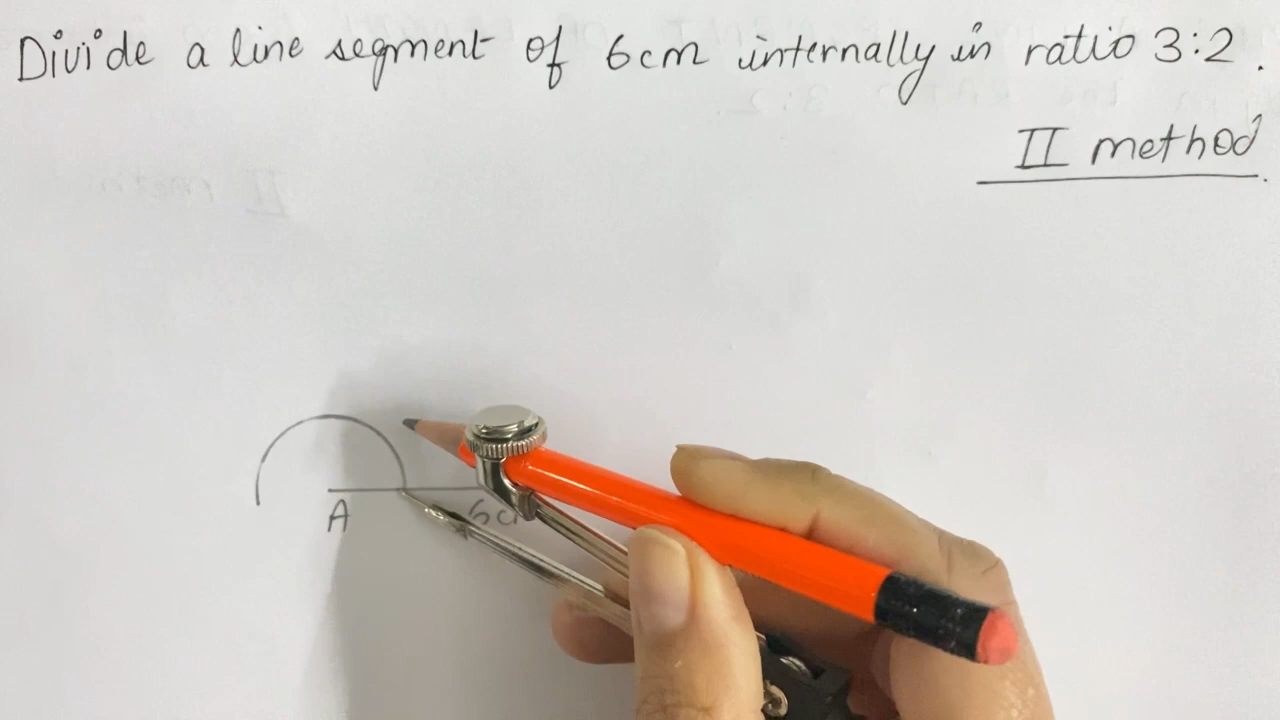 Divide a line segment of 6cm internally in ratio 3:2.
II method.
A